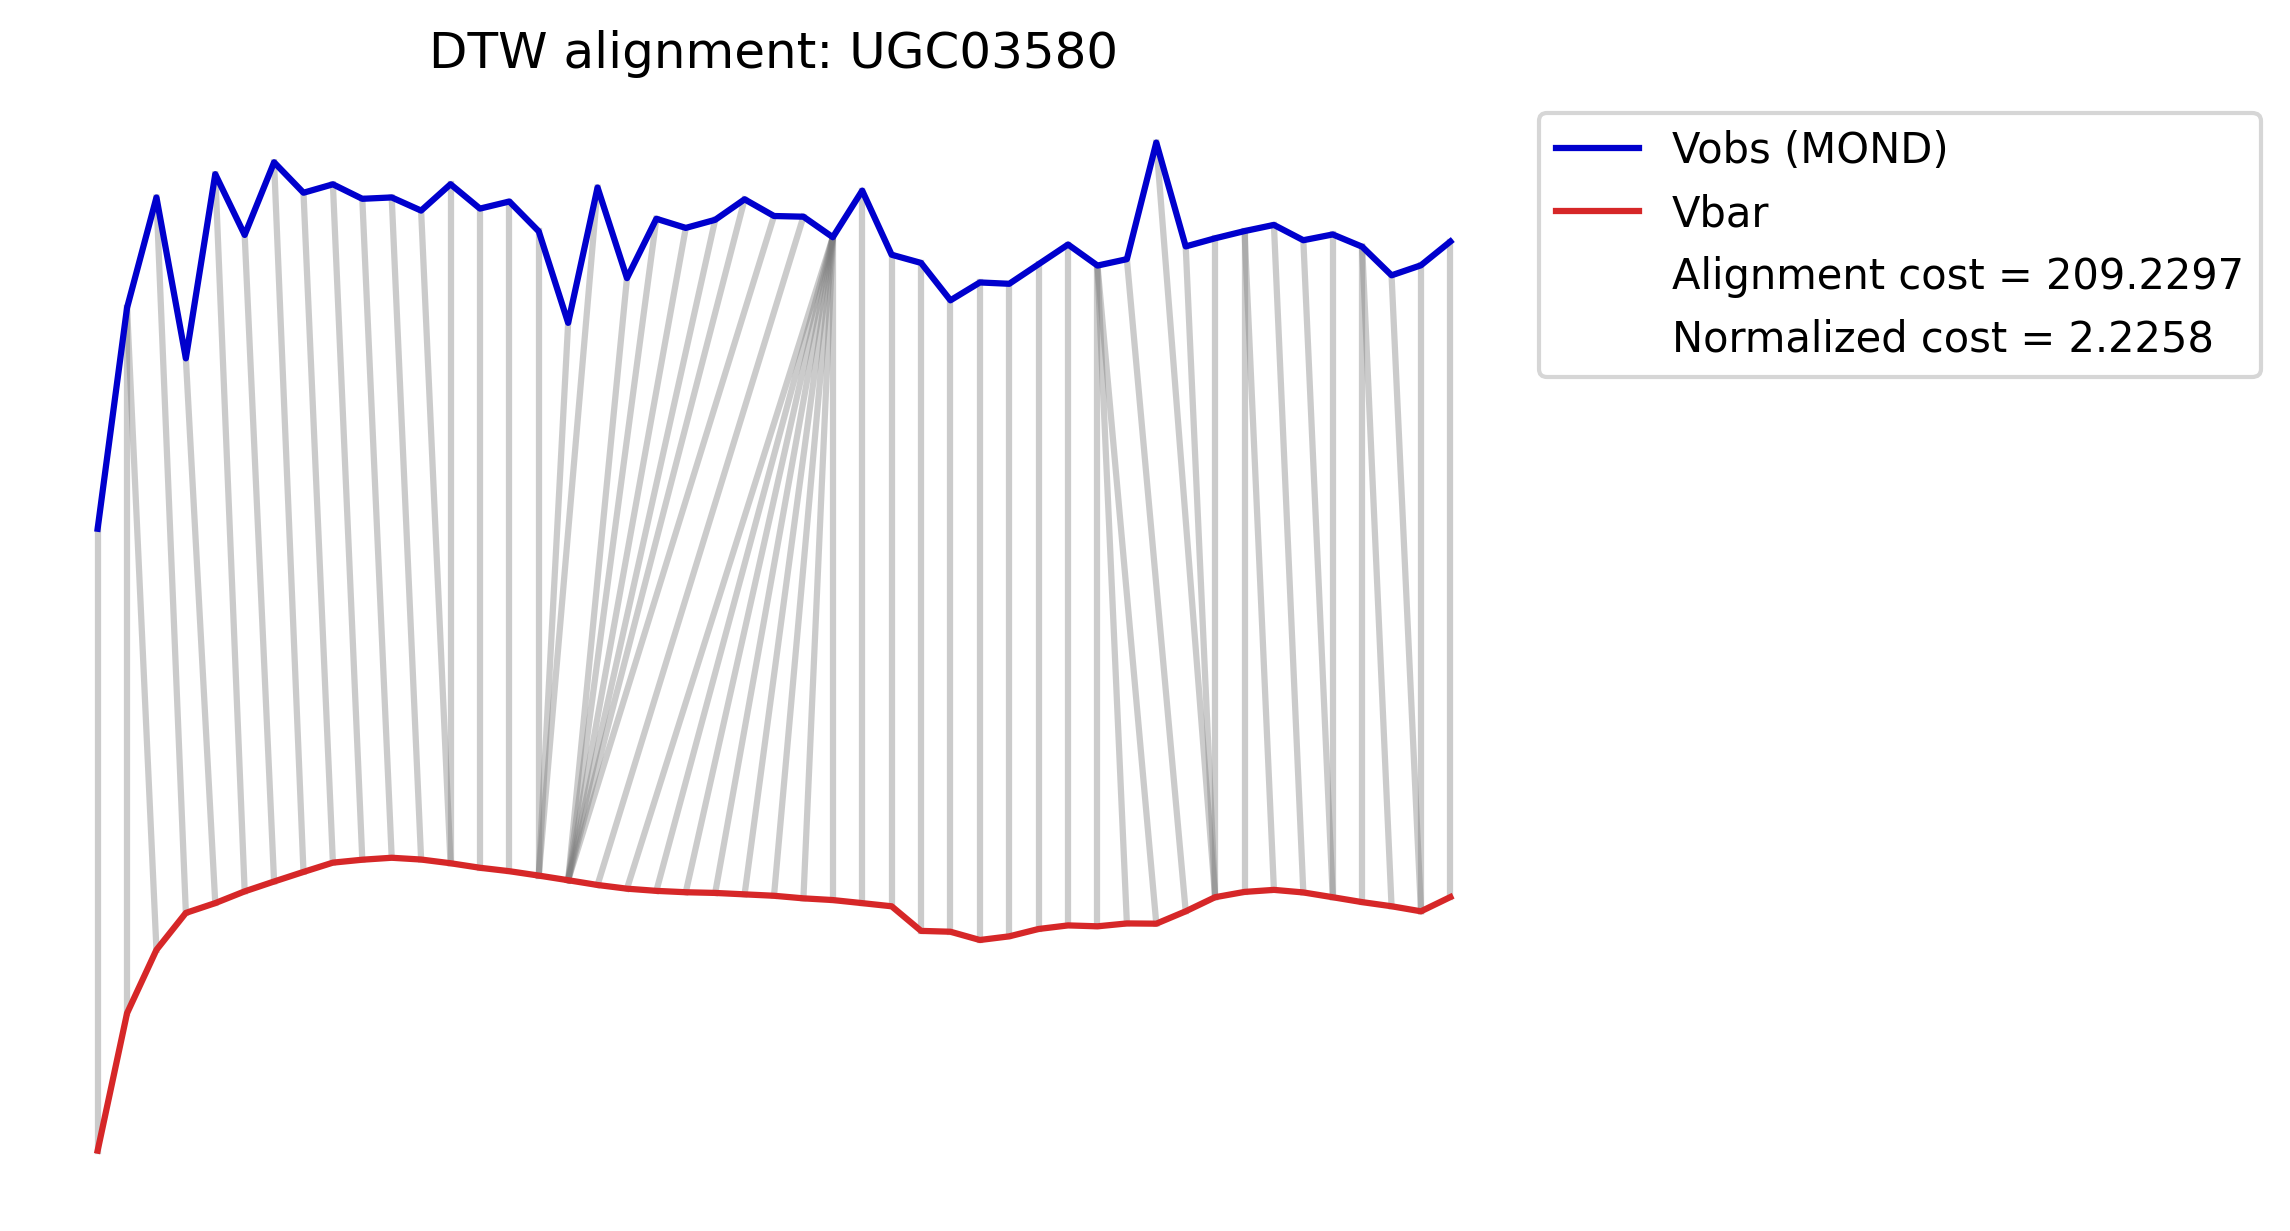 DTW alignment: UGC03580
Vobs (MOND)
Vbar
Alignment cost = 209.2297
Normalized cost = 2.2258